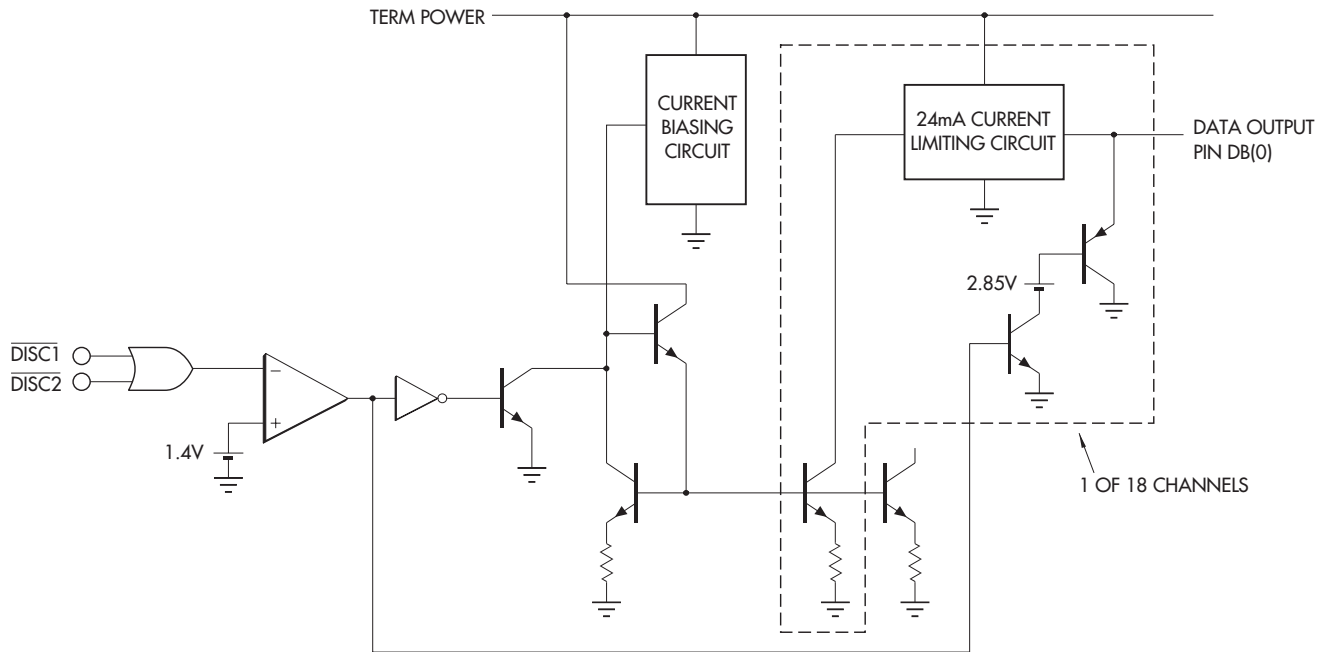 TERM POWER
CURRENT
BIASING
CIRCUIT
24mA CURRENT
LIMITING CIRCUIT
DATA OUTPUT
PIN DB(0)
2.85V
DISC1
DISC2
−
+
1.4V
1 OF 18 CHANNELS